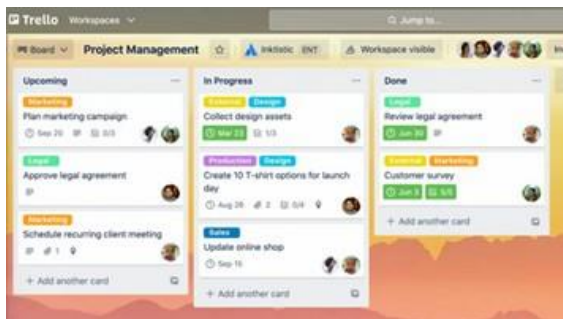 Trello Workspaces Jump to...
Board Project Management Inktistic ENT Workspace visible
Upcoming
Marketing
Plan marketing campaign
Sep 20 0/3
Legal
Approve legal agreement
Marketing
Schedule recurring client meeting
1
+ Add another card
In Progress
External Design
Collect design assets
Mar 23 1/3
Production Design
Create 10 T-shirt options for launch
day
Aug 28 2 0/4
Sales
Update online shop
Sep 15
+ Add another card
Done
Legal
Review legal agreement
Jun 30
External Marketing
Customer survey
Jun 3 5/5
+ Add another card